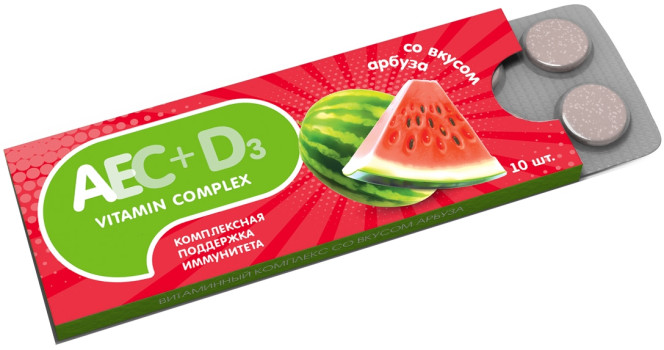 со вкусом
арбуза
AEC+ D3
VITAMIN COMPLEX
КОМПЛЕКСНАЯ
ПОДДЕРЖКА
ИММУНИТЕТА
10 шт.
ВИТАМИННЫЙ КОМПЛЕКС СО ВКУСОМ АРБУЗА